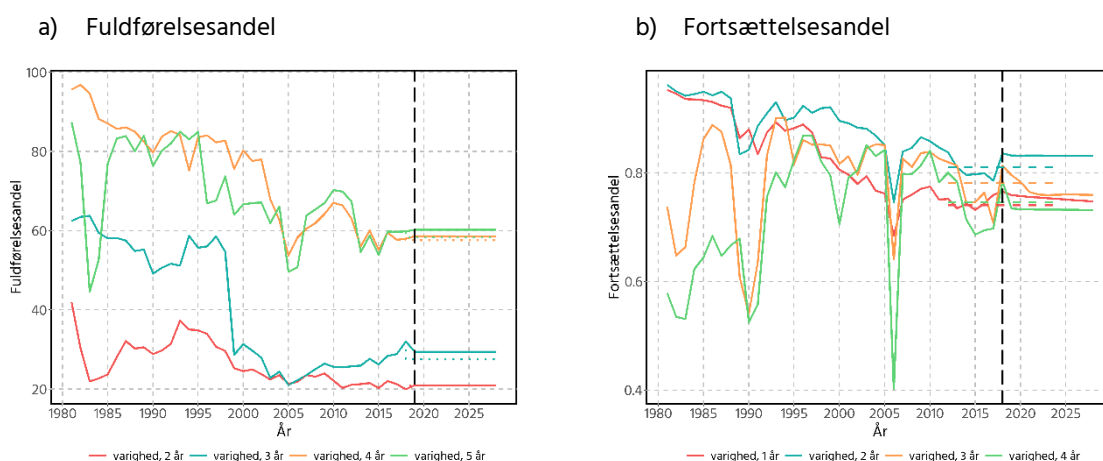 a) Fuldførelsesandel
100
80
60
40
20
Fuldførelsesandel
1980 1985 1990 1995 2000 2005 2010 2015 2020 2025
År
varighed, 2 år varighed, 3 år varighed, 4 år varighed, 5 år
b) Fortsættelsesandel
0.8
0.6
0.4
Fortsættelsesandel
1980 1985 1990 1995 2000 2005 2010 2015 2020 2025
År
varighed, 1 år varighed, 2 år varighed, 3 år varighed, 4 år